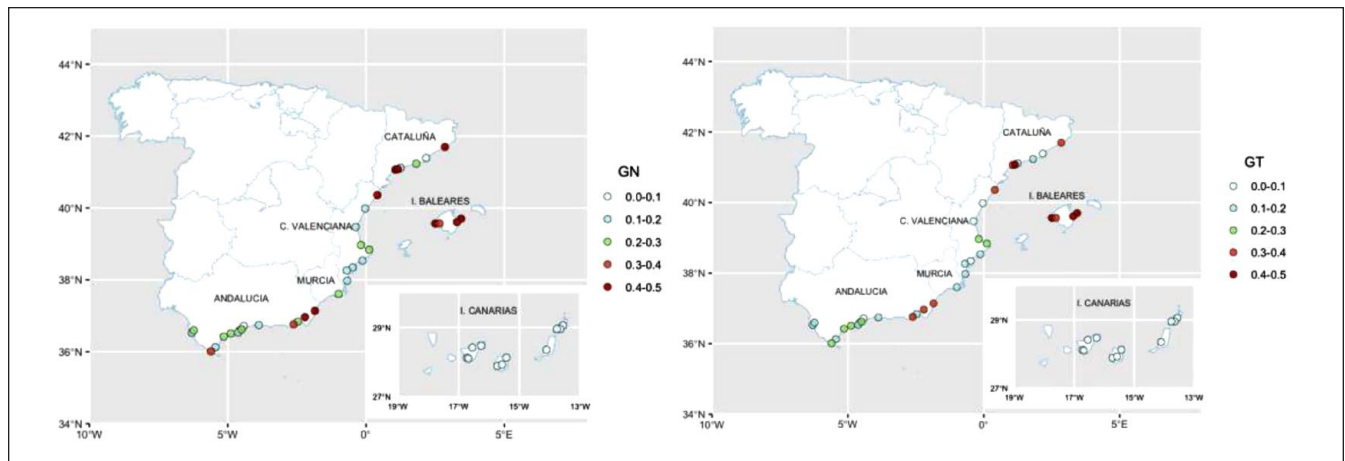 44°N
42°N
40°N
38°N
36°N
34°N
10°W
5°W
0°
5°E
CATALUÑA
I. BALEARES
C. VALENCIANA
MURCIA
ANDALUCIA
I. CANARIAS
29°N
27°N
19°W
17°W
15°W
13°W
GN
0.0-0.1
0.1-0.2
0.2-0.3
0.3-0.4
0.4-0.5
44°N
42°N
40°N
38°N
36°N
34°N
10°W
5°W
0°
5°E
CATALUÑA
I. BALEARES
C. VALENCIANA
MURCIA
ANDALUCIA
I. CANARIAS
29°N
27°N
19°W
17°W
15°W
13°W
GT
0.0-0.1
0.1-0.2
0.2-0.3
0.3-0.4
0.4-0.5